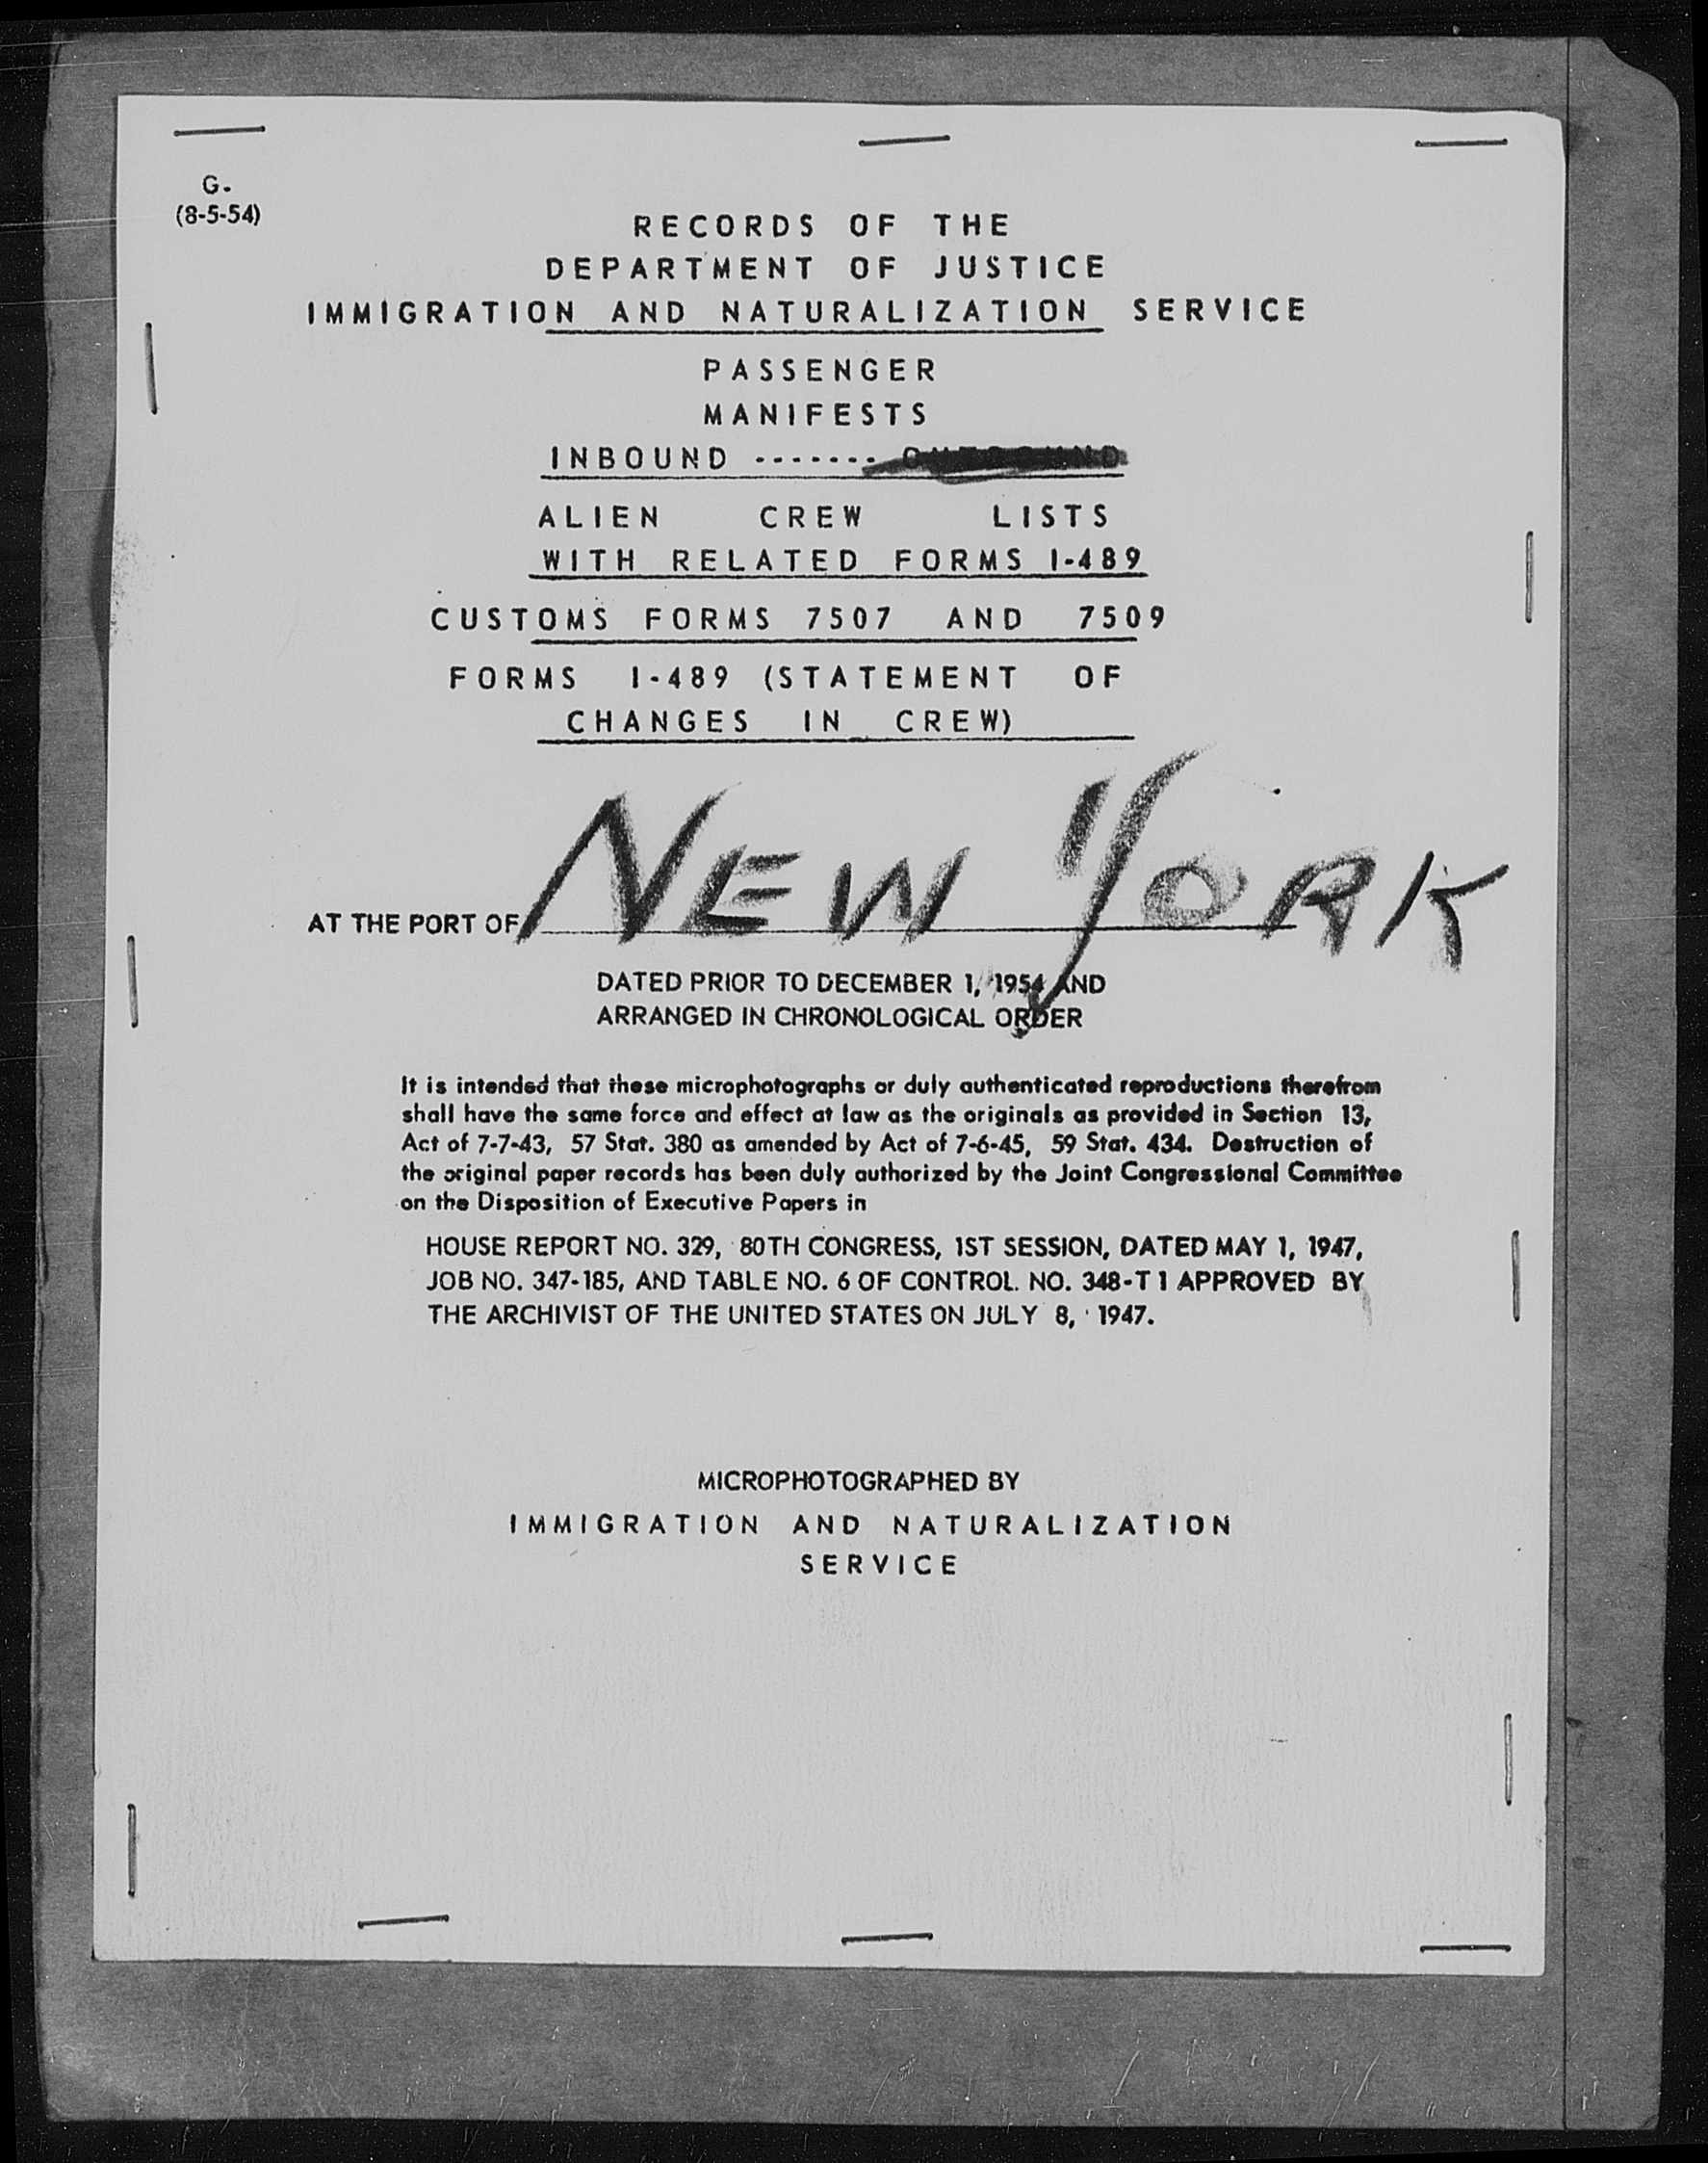 G.
(8-5-54)
RECORDS OF THE
DEPARTMENT OF JUSTICE
IMMIGRATION AND NATURALIZATION SERVICE
PASSENGER
MANIFESTS
INBOUND ------- OUTBOUND
ALIEN CREW LISTS
WITH RELATED FORMS I-489
CUSTOMS FORMS 7507 AND 7509
FORMS I-489 (STATEMENT OF
CHANGES IN CREW)
AT THE PORT OF NEW YORK
DATED PRIOR TO DECEMBER 1, 1954 AND
ARRANGED IN CHRONOLOGICAL ORDER
It is intended that these microphotographs or duly authenticated reproductions therefrom
shall have the same force and effect at law as the originals as provided in Section 13,
Act of 7-7-43, 57 Stat. 380 as amended by Act of 7-6-45, 59 Stat. 434. Destruction of
the original paper records has been duly authorized by the Joint Congressional Committee
on the Disposition of Executive Papers in
HOUSE REPORT NO. 329, 80TH CONGRESS, 1ST SESSION, DATED MAY 1, 1947,
JOB NO. 347-185, AND TABLE NO. 6 OF CONTROL NO. 348-T1 APPROVED BY
THE ARCHIVIST OF THE UNITED STATES ON JULY 8, 1947.
MICROPHOTOGRAPHED BY
IMMIGRATION AND NATURALIZATION
SERVICE